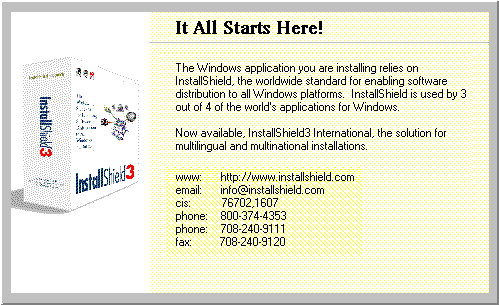 It All Starts Here!
The Windows application you are installing relies on
InstallShield, the worldwide standard for enabling software
distribution to all Windows platforms.  InstallShield is used by 3
out of 4 of the world's applications for Windows.
Now available, InstallShield3 International, the solution for
multilingual and multinational installations.
www: http://www.installshield.com
email: info@installshield.com
cis: 76702,1607
phone: 800-374-4353
phone: 708-240-9111
fax: 708-240-9120
InstallShield3
InstallShield3